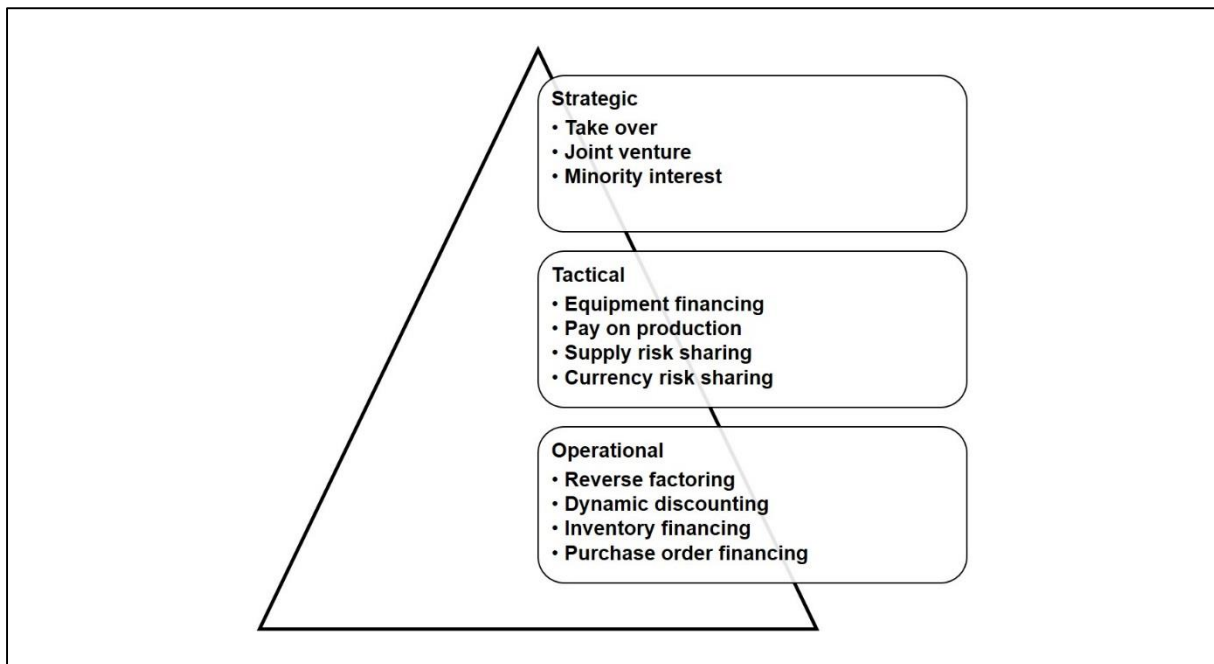 Strategic
• Take over
• Joint venture
• Minority interest
Tactical
• Equipment financing
• Pay on production
• Supply risk sharing
• Currency risk sharing
Operational
• Reverse factoring
• Dynamic discounting
• Inventory financing
• Purchase order financing